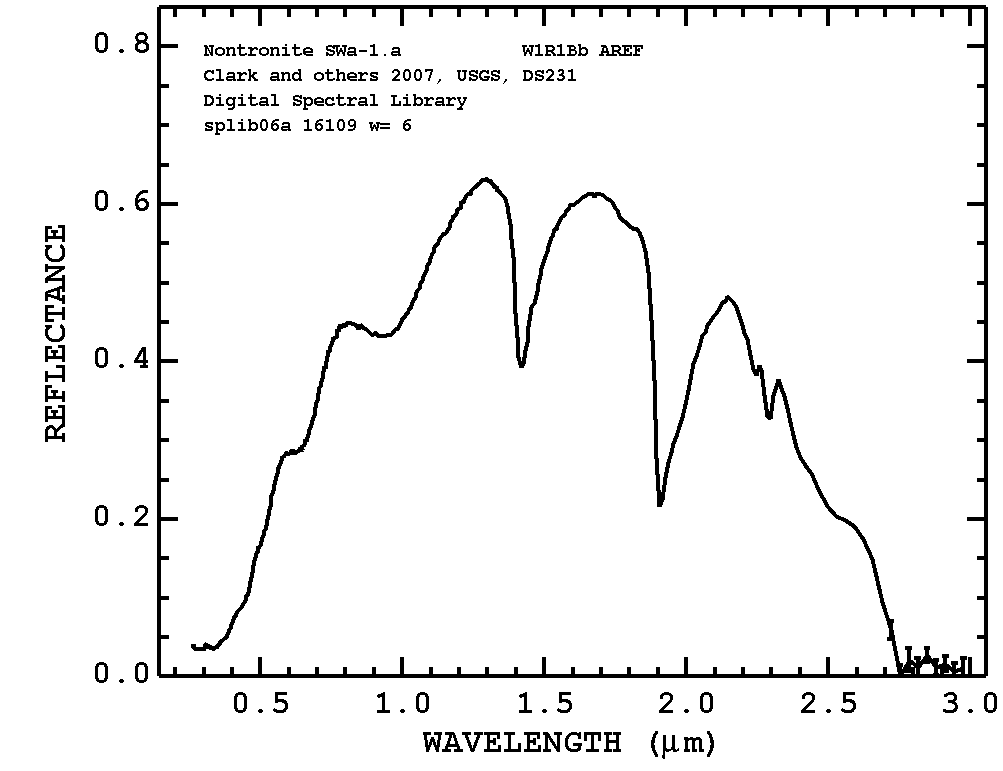 Nontronite SWa-1.a W1R1Bb AREF
Clark and others 2007, USGS, DS231
Digital Spectral Library
splib06a 16109 w= 6
0.8
0.6
0.4
0.2
0.0
REFLECTANCE
0.5 1.0 1.5 2.0 2.5 3.0
WAVELENGTH (μm)